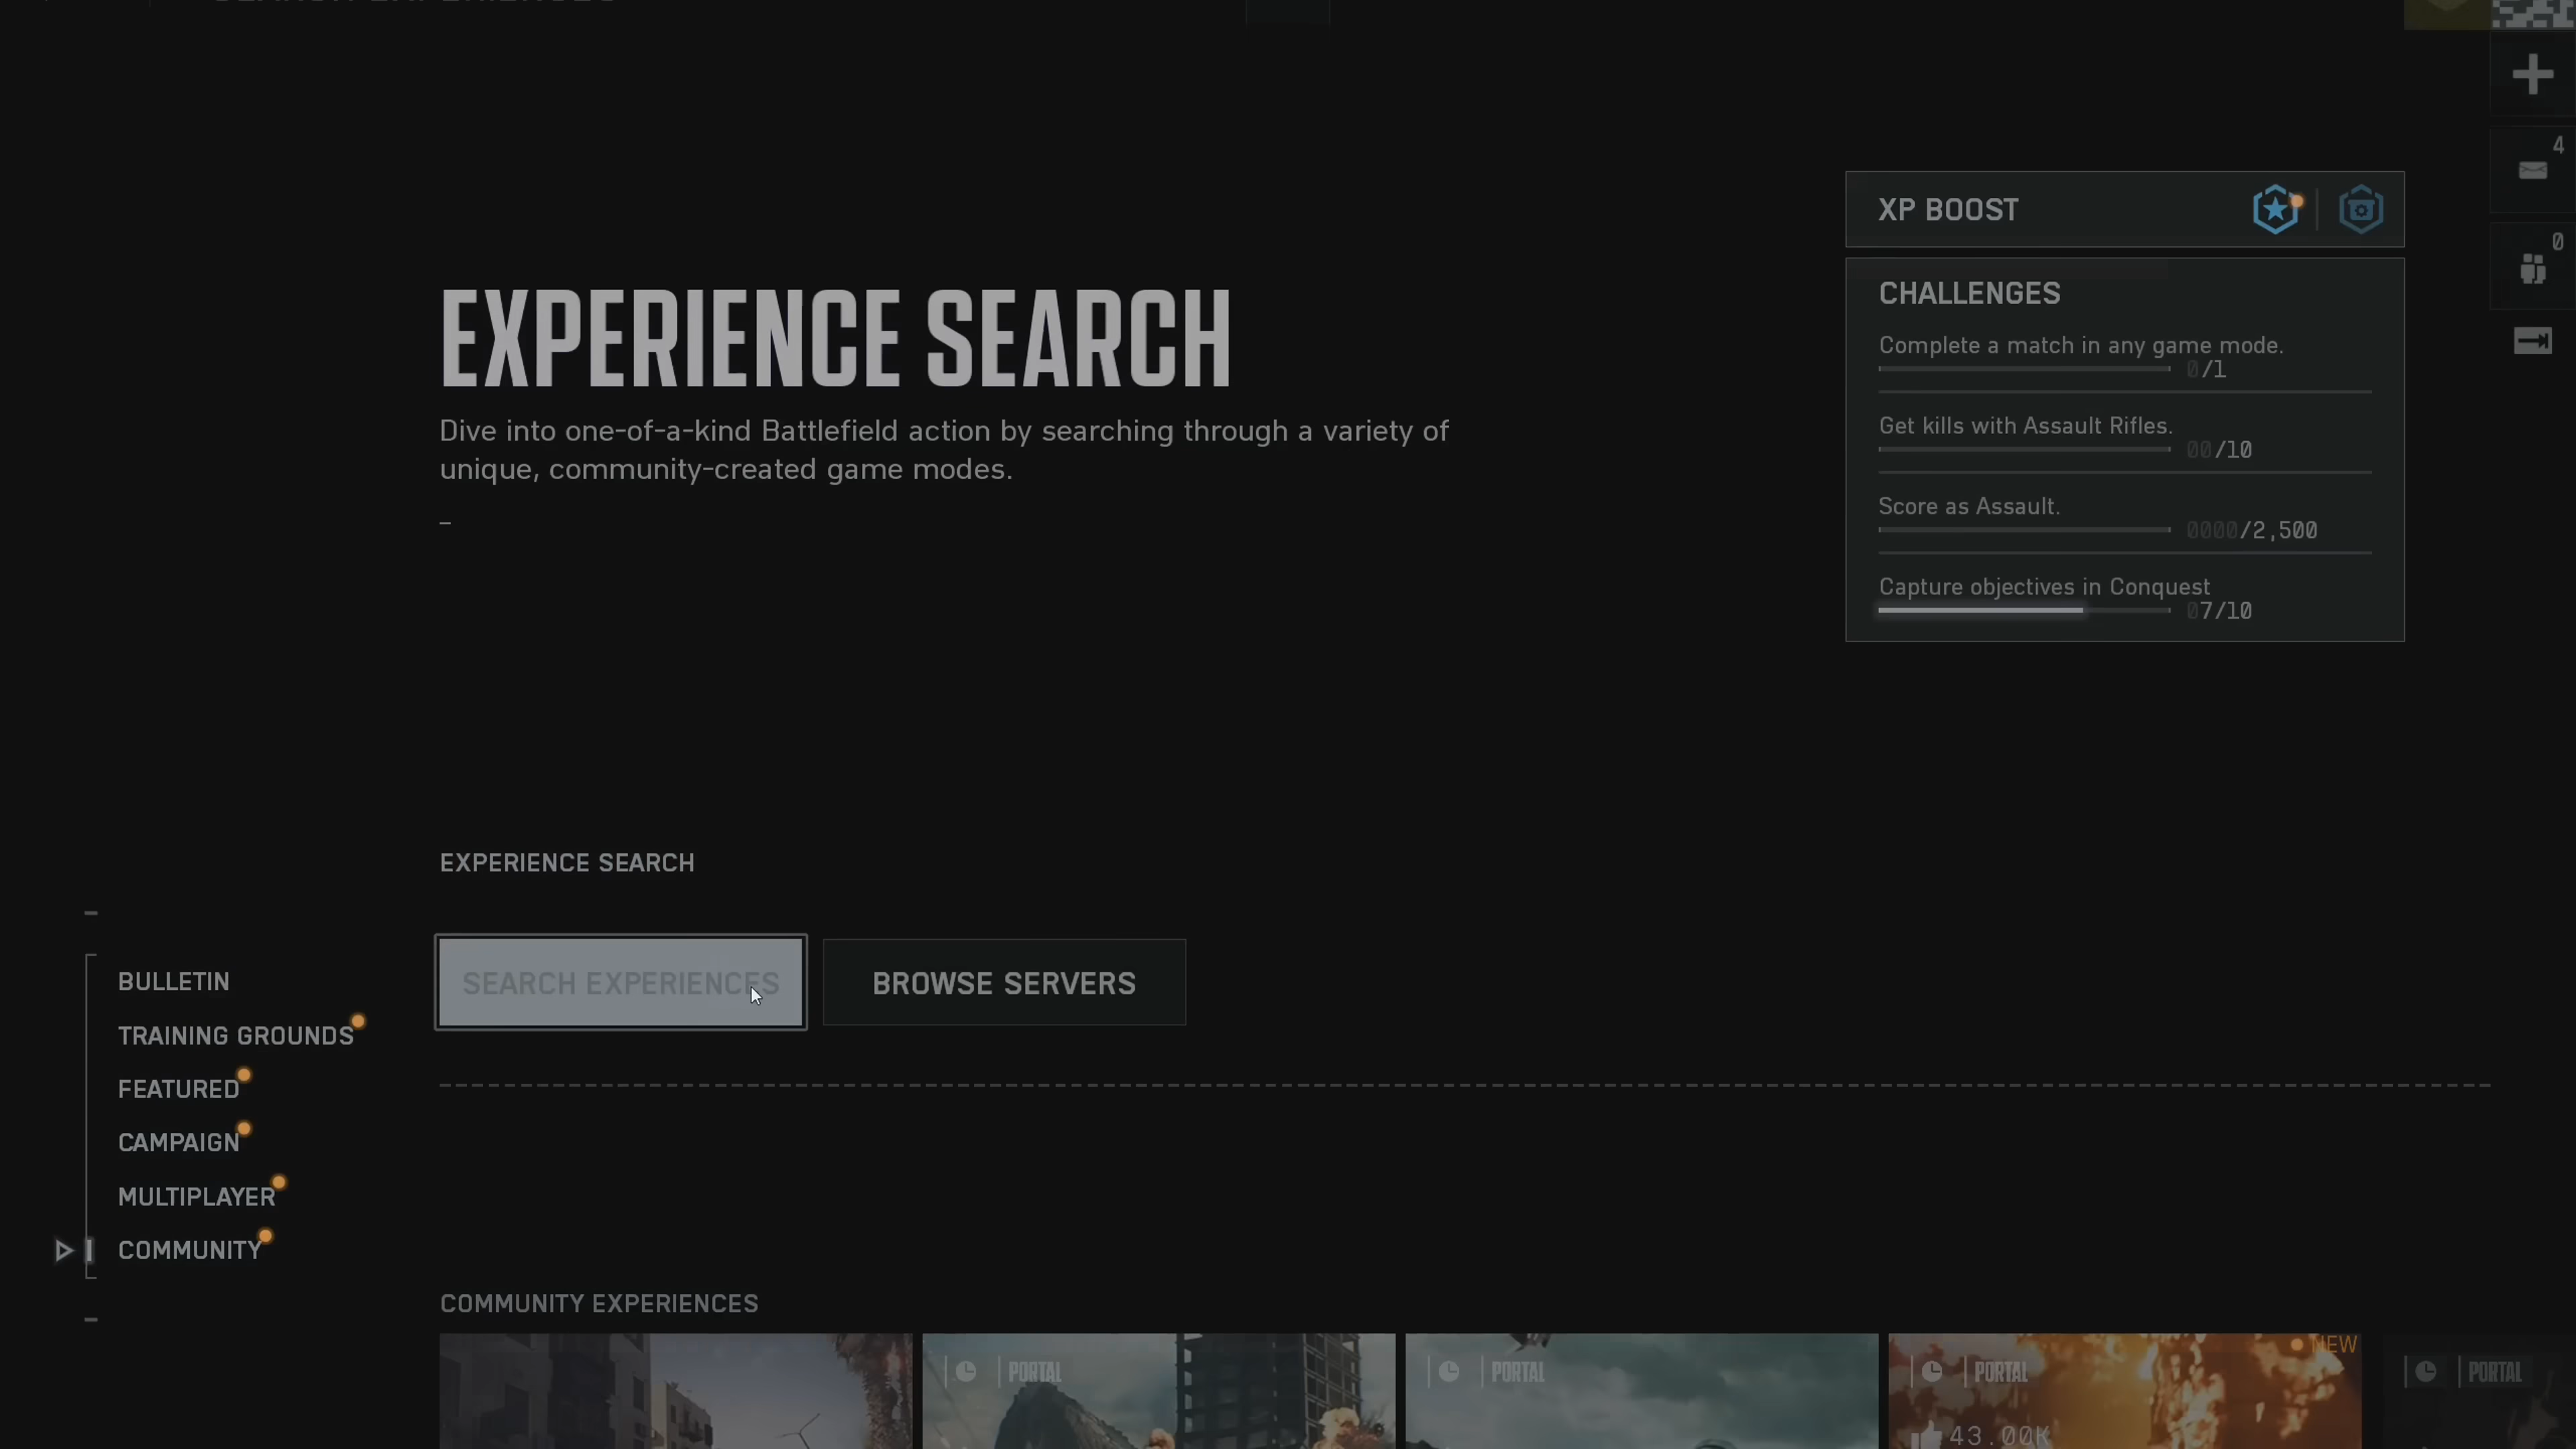 4
XP BOOST
0
CHALLENGES
EXPERIENCE SEARCH
Complete a match in any game mode.
0/1
Dive into one-of-a-kind Battlefield action by searching through a variety of
unique, community-created game modes.
Get kills with Assault Rifles.
00/10
Score as Assault.
0000/2,500
Capture objectives in Conquest
07/10
EXPERIENCE SEARCH
SEARCH EXPERIENCES
BROWSE SERVERS
BULLETIN
TRAINING GROUNDS
FEATURED
CAMPAIGN
MULTIPLAYER
COMMUNITY
COMMUNITY EXPERIENCES
NEW
PORTAL
PORTAL
PORTAL
PORTAL
43.00K